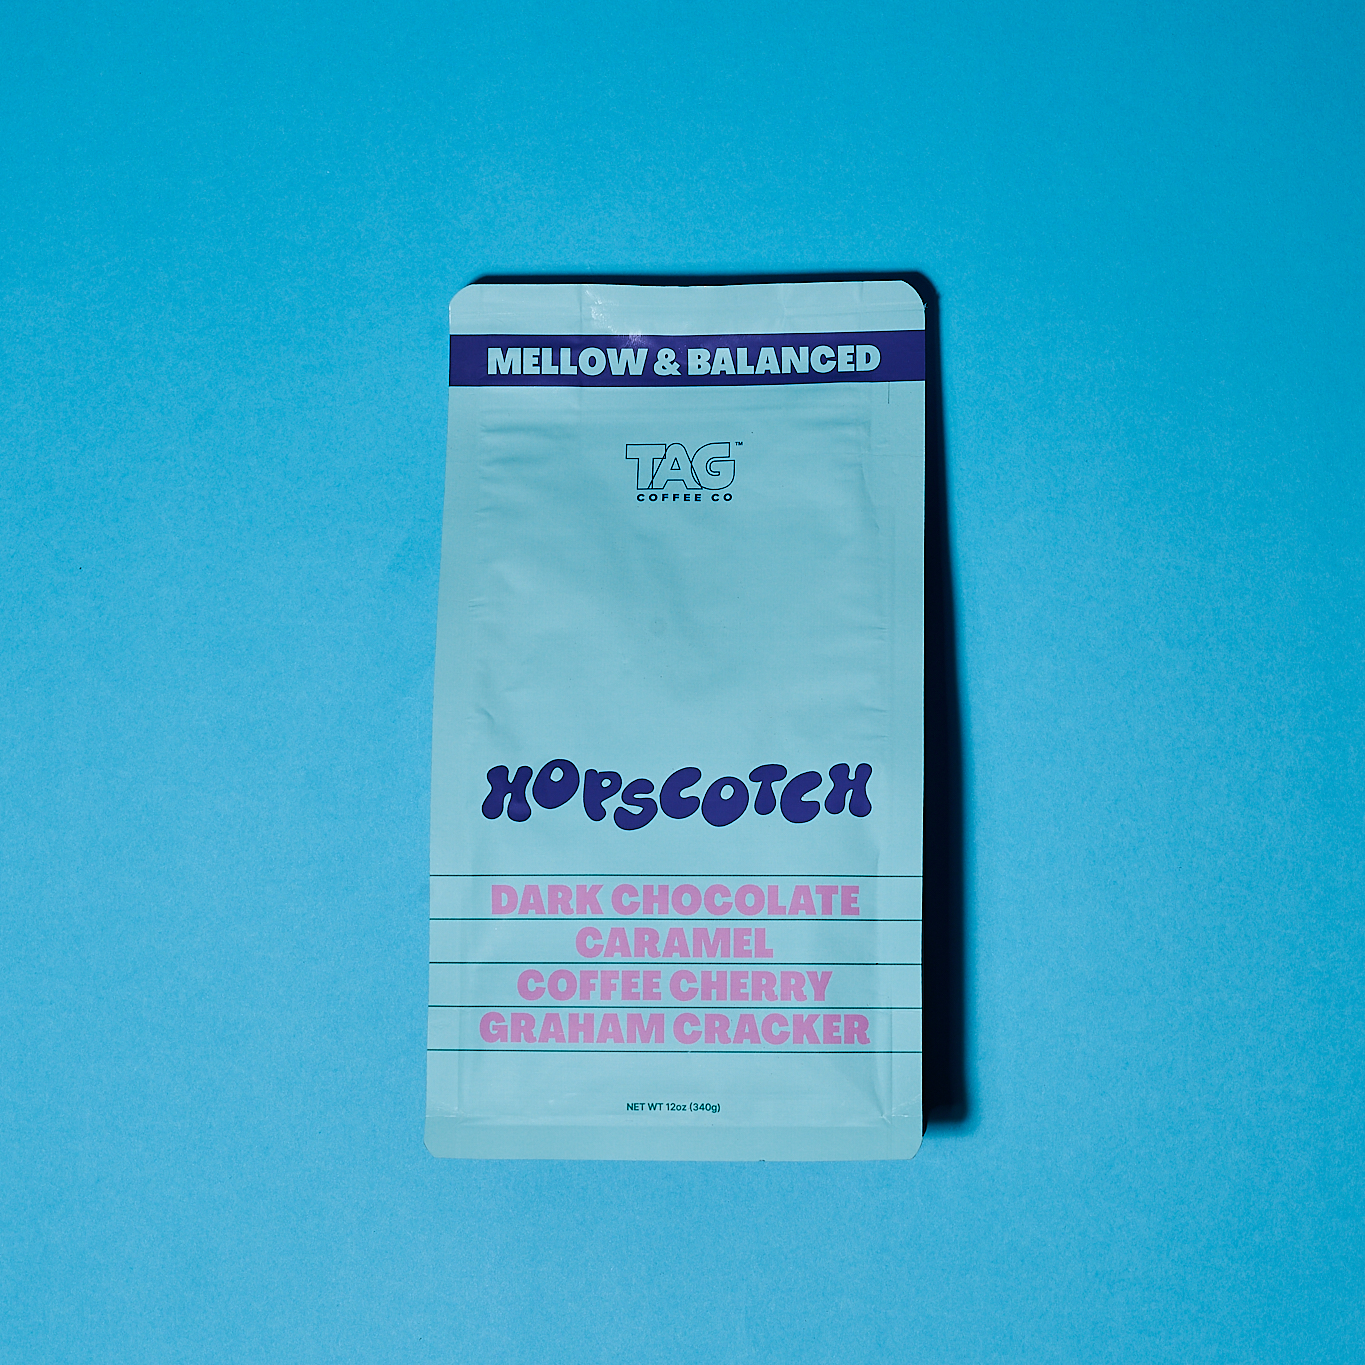 MELLOW & BALANCED
TAG™
COFFEE CO
HOPSCOTCH
DARK CHOCOLATE
CARAMEL
COFFEE CHERRY
GRAHAM CRACKER
NET WT 12oz (340g)